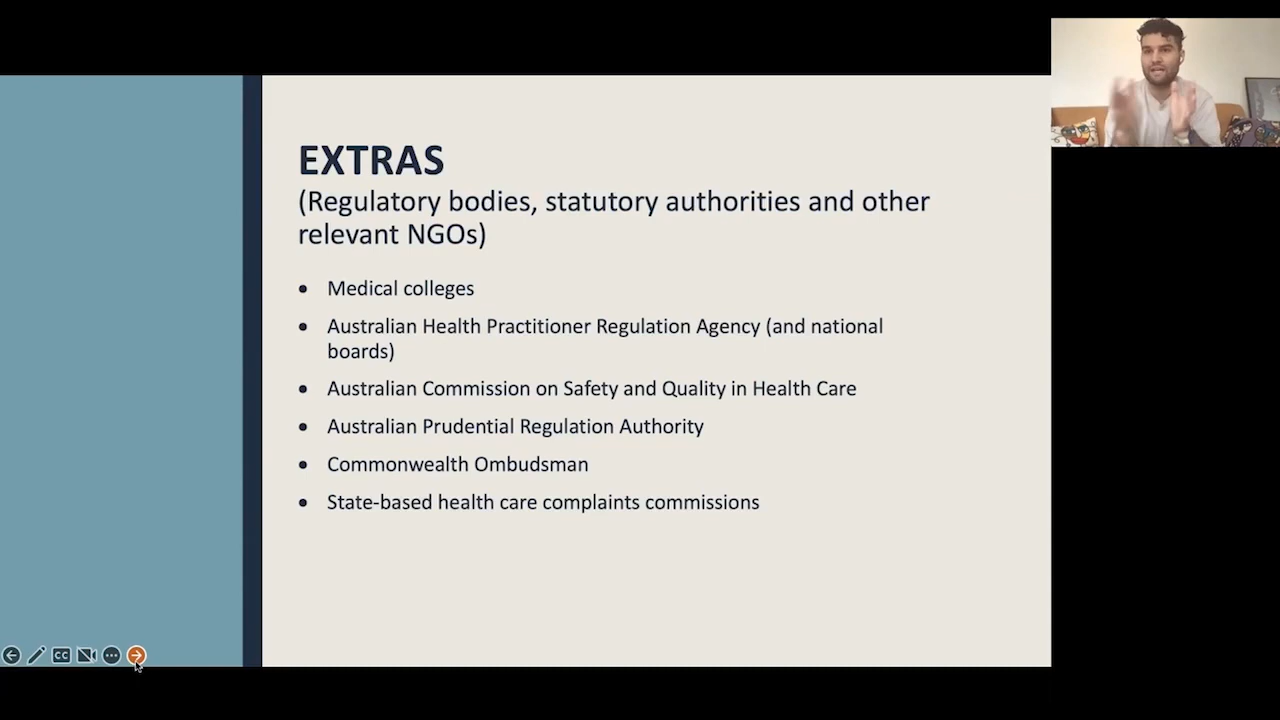 EXTRAS
(Regulatory bodies, statutory authorities and other
relevant NGOs)
• Medical colleges
• Australian Health Practitioner Regulation Agency (and national
boards)
• Australian Commission on Safety and Quality in Health Care
• Australian Prudential Regulation Authority
• Commonwealth Ombudsman
• State-based health care complaints commissions
CC